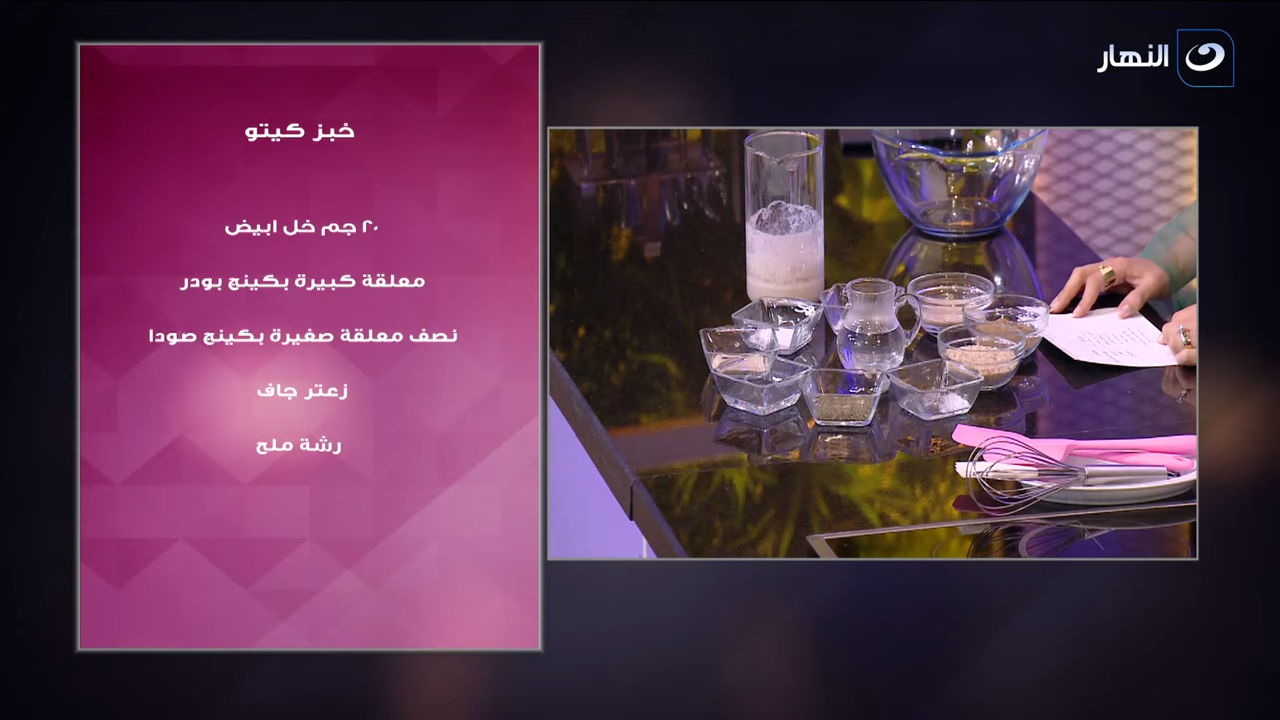 النهار
خبز كيتو
٢٠ جم خل ابيض
معلقة كبيرة بكينج بودر
نصف معلقة صغيرة بكينج صودا
زعتر جاف
رشة ملح